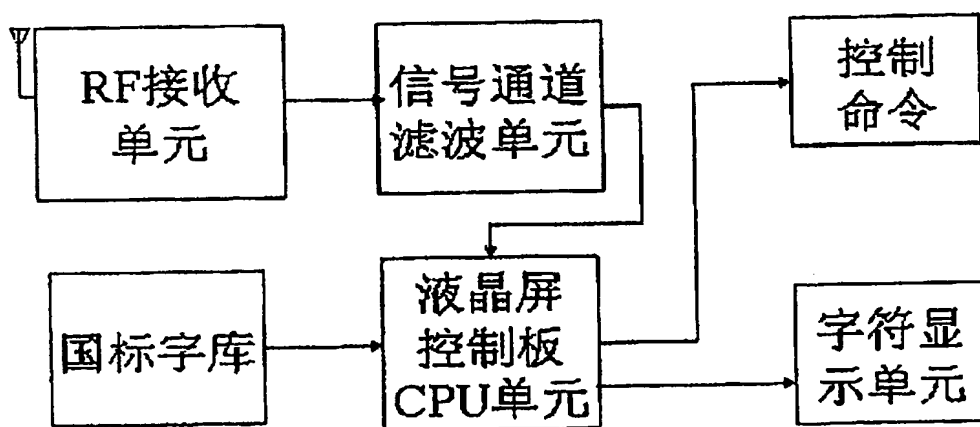 RF接收
单元
信号通道
滤波单元
控制
命令
国标字库
液晶屏
控制板
CPU单元
字符显
示单元